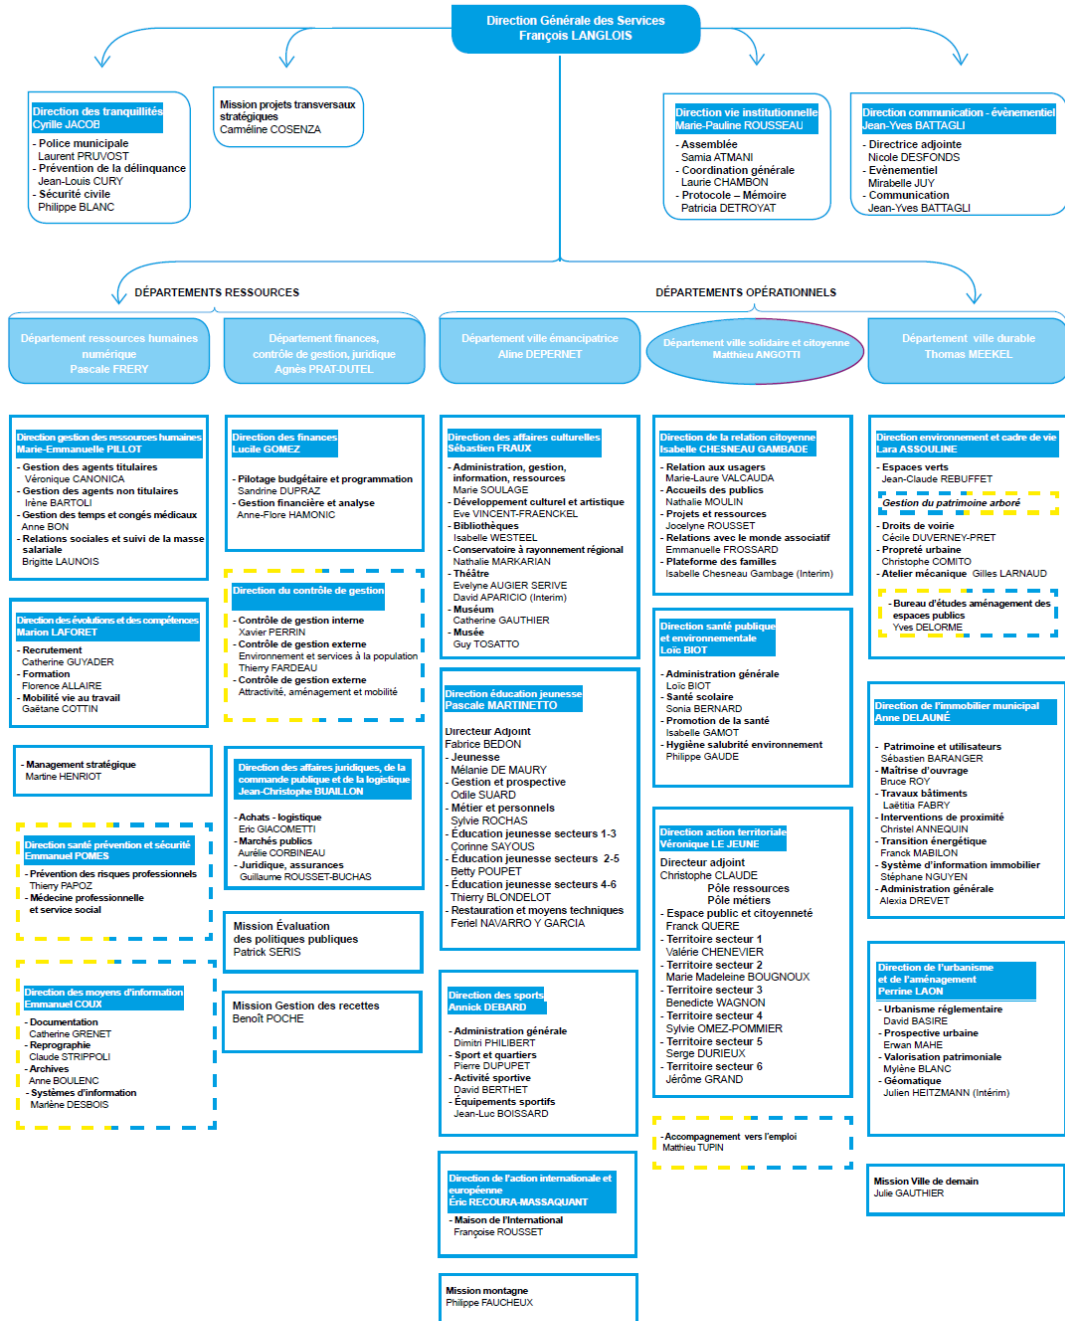 Direction Générale des Services
François LANGLOIS
Direction des tranquillités
Cyrille JACOB
- Police municipale
Laurent PRUVOST
- Prévention de la délinquance
Jean-Louis CURY
- Sécurité civile
Philippe BLANC
Mission projets transversaux
stratégiques
Carméline COSENZA
Direction vie institutionnelle
Marie-Pauline ROUSSEAU
- Assemblée
Samia ATMANI
- Coordination générale
Laurie CHAMBON
- Protocole – Mémoire
Patricia DETROYAT
Direction communication - évènementiel
Jean-Yves BATTAGLI
- Directrice adjointe
Nicole DESFONDS
- Evènementiel
Mirabelle JUY
- Communication
Jean-Yves BATTAGLI
DÉPARTEMENTS RESSOURCES
DÉPARTEMENTS OPÉRATIONNELS
Département ressources humaines
numérique
Pascale FRERY
Département finances,
contrôle de gestion, juridique
Agnès PRAT-DUTEL
Département ville émancipatrice
Aline DEPERNET
Département ville solidaire et citoyenne
Matthieu ANGOTTI
Département ville durable
Thomas MEEKEL
Direction gestion des ressources humaines
Marie-Emmanuelle PILLOT
- Gestion des agents titulaires
Véronique CANONICA
- Gestion des agents non titulaires
Irène BARTOLI
- Gestion des temps et congés médicaux
Anne BON
- Relations sociales et suivi de la masse
salariale
Brigitte LAUNOIS
Direction des évolutions et des compétences
Marion LAFORET
- Recrutement
Catherine GUYADER
- Formation
Florence ALLAIRE
- Mobilité vie au travail
Gaëtane COTTIN
- Management stratégique
Martine HENRIOT
Direction santé prévention et sécurité
Emmanuel POMES
- Prévention des risques professionnels
Thierry PAPOZ
- Médecine professionnelle
et service social
Direction des moyens d'information
Emmanuel COUX
- Documentation
Catherine GRENET
- Reprographie
Claude STRIPPOLI
- Archives
Anne BOULENC
- Systèmes d'information
Marlène DESBOIS
Direction des finances
Lucile GOMEZ
- Pilotage budgétaire et programmation
Sandrine DUPRAZ
- Gestion financière et analyse
Anne-Flore HAMONIC
Direction du contrôle de gestion
- Contrôle de gestion interne
Xavier PERRIN
- Contrôle de gestion externe
Environnement et services à la population
Thierry FARDEAU
- Contrôle de gestion externe
Attractivité, aménagement et mobilité
Direction des affaires juridiques, de la
commande publique et de la logistique
Jean-Christophe BUAILLON
- Achats - logistique
Eric GIACOMETTI
- Marchés publics
Aurélie CORBINEAU
- Juridique, assurances
Guillaume ROUSSET-BUCHAS
Mission Évaluation
des politiques publiques
Patrick SERIS
Mission Gestion des recettes
Benoît POCHE
Direction des affaires culturelles
Sébastien FRAUX
- Administration, gestion,
information, ressources
Marie SOULAGE
- Développement culturel et artistique
Eve VINCENT-FRAENCKEL
- Bibliothèques
Isabelle WESTEEL
- Conservatoire à rayonnement régional
Nathalie MARKARIAN
- Théâtre
Evelyne AUGIER SERIVE
David APARICIO (Interim)
- Muséum
Catherine GAUTHIER
- Musée
Guy TOSATTO
Direction éducation jeunesse
Pascale MARTINETTO
Directeur Adjoint
Fabrice BEDON
- Jeunesse
Mélanie DE MAURY
- Gestion et prospective
Odile SUARD
- Métier et personnels
Sylvie ROCHAS
- Éducation jeunesse secteurs 1-3
Corinne SAYOUS
- Éducation jeunesse secteurs 2-5
Betty POUPET
- Éducation jeunesse secteurs 4-6
Thierry BLONDELOT
- Restauration et moyens techniques
Feriel NAVARRO Y GARCIA
Direction des sports
Annick DEBARD
- Administration générale
Dimitri PHILIBERT
- Sport et quartiers
Pierre DUPUPET
- Activité sportive
David BERTHET
- Équipements sportifs
Jean-Luc BOISSARD
Direction de l'action internationale et
européenne
Éric RECOURA-MASSAQUANT
- Maison de l'International
Françoise ROUSSET
Mission montagne
Philippe FAUCHEUX
Direction de la relation citoyenne
Isabelle CHESNEAU GAMBADE
- Relation aux usagers
Marie-Laure VALCAUDA
- Accueils des publics
Nathalie MOULIN
- Projets et ressources
Jocelyne ROUSSET
- Relations avec le monde associatif
Emmanuelle FROSSARD
- Plateforme des familles
Isabelle Chesneau Gambage (Interim)
Direction santé publique
et environnementale
Loïc BIOT
- Administration générale
Loïc BIOT
- Santé scolaire
Sonia BERNARD
- Promotion de la santé
Isabelle GAMOT
- Hygiène salubrité environnement
Philippe GAUDE
Direction action territoriale
Véronique LE JEUNE
Directeur adjoint
Christophe CLAUDE
Pôle ressources
Pôle métiers
- Espace public et citoyenneté
Franck QUERE
- Territoire secteur 1
Valérie CHENEVIER
- Territoire secteur 2
Marie Madeleine BOUGNOUX
- Territoire secteur 3
Benedicte WAGNON
- Territoire secteur 4
Sylvie OMEZ-POMMIER
- Territoire secteur 5
Serge DURIEUX
- Territoire secteur 6
Jérôme GRAND
- Accompagnement vers l'emploi
Matthieu TUPIN
Direction environnement et cadre de vie
Lara ASSOULINE
- Espaces verts
Jean-Claude REBUFFET
Gestion du patrimoine arboré
- Droits de voirie
Cécile DUVERNEY-PRET
- Propreté urbaine
Christophe COMITO
- Atelier mécanique Gilles LARNAUD
- Bureau d'études aménagement des
espaces publics
Yves DELORME
Direction de l'immobilier municipal
Anne DELAUNÉ
- Patrimoine et utilisateurs
Sébastien BARANGER
- Maîtrise d'ouvrage
Bruce ROY
- Travaux bâtiments
Laëtitia FABRY
- Interventions de proximité
Christel ANNEQUIN
- Transition énergétique
Franck MABILON
- Système d'information immobilier
Stéphane NGUYEN
- Administration générale
Alexia DREVET
Direction de l'urbanisme
et de l'aménagement
Perrine LAON
- Urbanisme réglementaire
David BASIRE
- Prospective urbaine
Erwan MAHE
- Valorisation patrimoniale
Mylène BLANC
- Géomatique
Julien HEITZMANN (Intérim)
Mission Ville de demain
Julie GAUTHIER